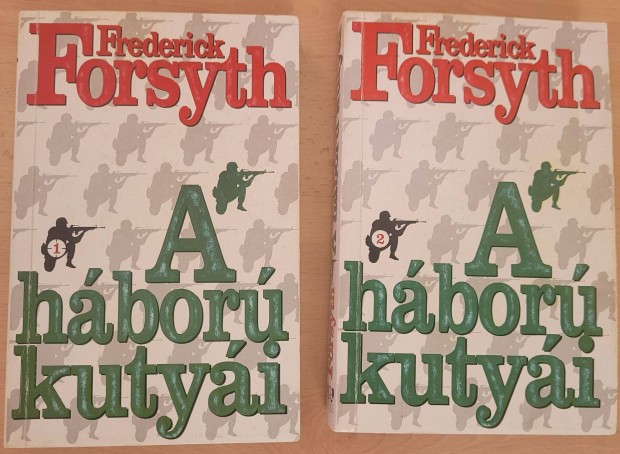 Frederick
Forsyth
A
1
háború
kutyái
Frederick
Forsyth
A
2
háború
kutyái